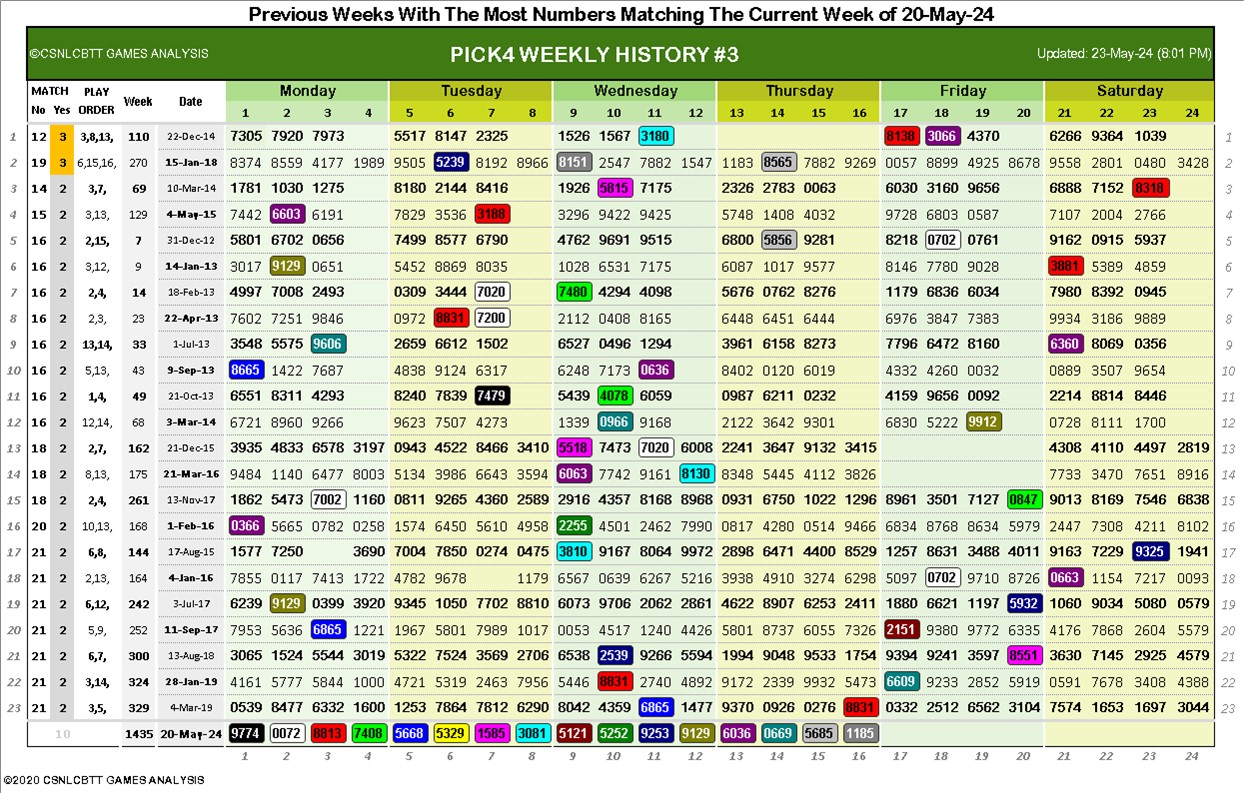 Previous Weeks With The Most Numbers Matching The Current Week of 20-May-24
©CSNLCBTT GAMES ANALYSIS PICK4 WEEKLY HISTORY #3 Updated: 23-May-24 (8:01 PM)
MATCH PLAY Week Date Monday Tuesday Wednesday Thursday Friday Saturday
No Yes ORDER 1 2 3 4 5 6 7 8 9 10 11 12 13 14 15 16 17 18 19 20 21 22 23 24
1 12 3 3,8,13, 110 22-Dec-14 7305 7920 7973 5517 8147 2325 1526 1567 3180 8138 3066 4370 6266 9364 1039 1
2 19 3 6,15,16, 270 15-Jan-18 8374 8559 4177 1989 9505 5239 8192 8966 8151 2547 7882 1547 1183 8565 7882 9269 0057 8899 4925 8678 9558 2801 0480 3428 2
3 14 2 3,7, 69 10-Mar-14 1781 1030 1275 8180 2144 8416 1926 5815 7175 2326 2783 0063 6030 3160 9656 6888 7152 8318 3
4 15 2 3,13, 129 4-May-15 7442 6603 6191 7829 3536 3188 3296 9422 9425 5748 1408 4032 9728 6803 0587 7107 2004 2766 4
5 16 2 2,15, 7 31-Dec-12 5801 6702 0656 7499 8577 6790 4762 9691 9515 6800 5856 9281 8218 0702 0761 9162 0915 5937 5
6 16 2 3,12, 9 14-Jan-13 3017 9129 0651 5452 8869 8035 1028 6531 7175 6087 1017 9577 8146 7780 9028 3881 5389 4859 6
7 16 2 2,4, 14 18-Feb-13 4997 7008 2493 0309 3444 7020 7480 4294 4098 5676 0762 8276 1179 6836 6034 7980 8392 0945 7
8 16 2 2,3, 23 22-Apr-13 7602 7251 9846 0972 8831 7200 2112 0408 8165 6448 6451 6444 6976 3847 7383 9934 3186 9889 8
9 16 2 13,14, 33 1-Jul-13 3548 5575 9606 2659 6612 1502 6527 0496 1294 3961 6158 8273 7796 6472 8160 6360 8069 0356 9
10 16 2 5,13, 43 9-Sep-13 8665 1422 7687 4838 9124 6317 6248 7173 0636 8402 0120 6019 4332 4260 0032 0889 3507 9654 10
11 16 2 1,4, 49 21-Oct-13 6551 8311 4293 8240 7839 7479 5439 4078 6059 0987 6211 0232 4159 9656 0092 2214 8814 8446 11
12 16 2 12,14, 68 3-Mar-14 6721 8960 9266 9623 7507 4273 1339 0966 9168 2122 3642 9301 6830 5222 9912 0728 8111 1700 12
13 18 2 2,7, 162 21-Dec-15 3935 4833 6578 3197 0943 4522 8466 3410 5518 7473 7020 6008 2241 3647 9132 3415 4308 4110 4497 2819 13
14 18 2 8,13, 175 21-Mar-16 9484 1140 6477 8003 5134 3986 6643 3594 6063 7742 9161 8130 8348 5445 4112 3826 7733 3470 7651 8916 14
15 18 2 2,4, 261 13-Nov-17 1862 5473 7002 1160 0811 9265 4360 2589 2916 4357 8168 8968 0931 6750 1022 1296 8961 3501 7127 0847 9013 8169 7546 6838 15
16 20 2 10,13, 168 1-Feb-16 0366 5665 0782 0258 1574 6450 5610 4958 2255 4501 2462 7990 0817 4280 0514 9466 6834 8768 8634 5979 2447 7308 4211 8102 16
17 21 2 6,8, 144 17-Aug-15 1577 7250 3690 7004 7850 0274 0475 3810 9167 8064 9972 2898 6471 4400 8529 1257 8631 3488 4011 9163 7229 9325 1941 17
18 21 2 2,13, 164 4-Jan-16 7855 0117 7413 1722 4782 9678 1179 6567 0639 6267 5216 3938 4910 3274 6298 5097 0702 9710 8726 0663 1154 7217 0093 18
19 21 2 6,12, 242 3-Jul-17 6239 9129 0399 3920 9345 1050 7702 8810 6073 9706 2062 2861 4622 8907 6253 2411 1880 6621 1197 5932 1060 9034 5080 0579 19
20 21 2 5,9, 252 11-Sep-17 7953 5636 6865 1221 1967 5801 7989 1017 0053 4517 1240 4426 5801 8737 6055 7326 2151 9380 9772 6335 4176 7868 2604 5579 20
21 21 2 6,7, 300 13-Aug-18 3065 1524 5544 3019 5322 7524 3569 2706 6538 2539 9266 5594 1994 9048 9533 1754 9394 9241 3597 8551 3630 7145 2925 4579 21
22 22 2 3,14, 324 28-Jan-19 4161 5777 5844 1000 4721 5319 2463 7956 5446 8831 2740 4892 9172 2339 9932 5473 6609 9233 2852 5919 0591 7678 3408 4388 22
23 21 2 3,5, 329 4-Mar-19 0539 8477 6332 1600 1253 7864 7812 6290 8042 4359 6865 1477 9370 0926 0276 8831 0332 2512 6562 3104 7574 1653 1697 3044 23
10 1435 20-May-24 9774 0072 8813 7408 5668 5329 1585 3081 5121 5252 9253 9129 6036 0669 5685 1185
1 2 3 4 5 6 7 8 9 10 11 12 13 14 15 16 17 18 19 20 21 22 23 24
©2020 CSNLCBTT GAMES ANALYSIS